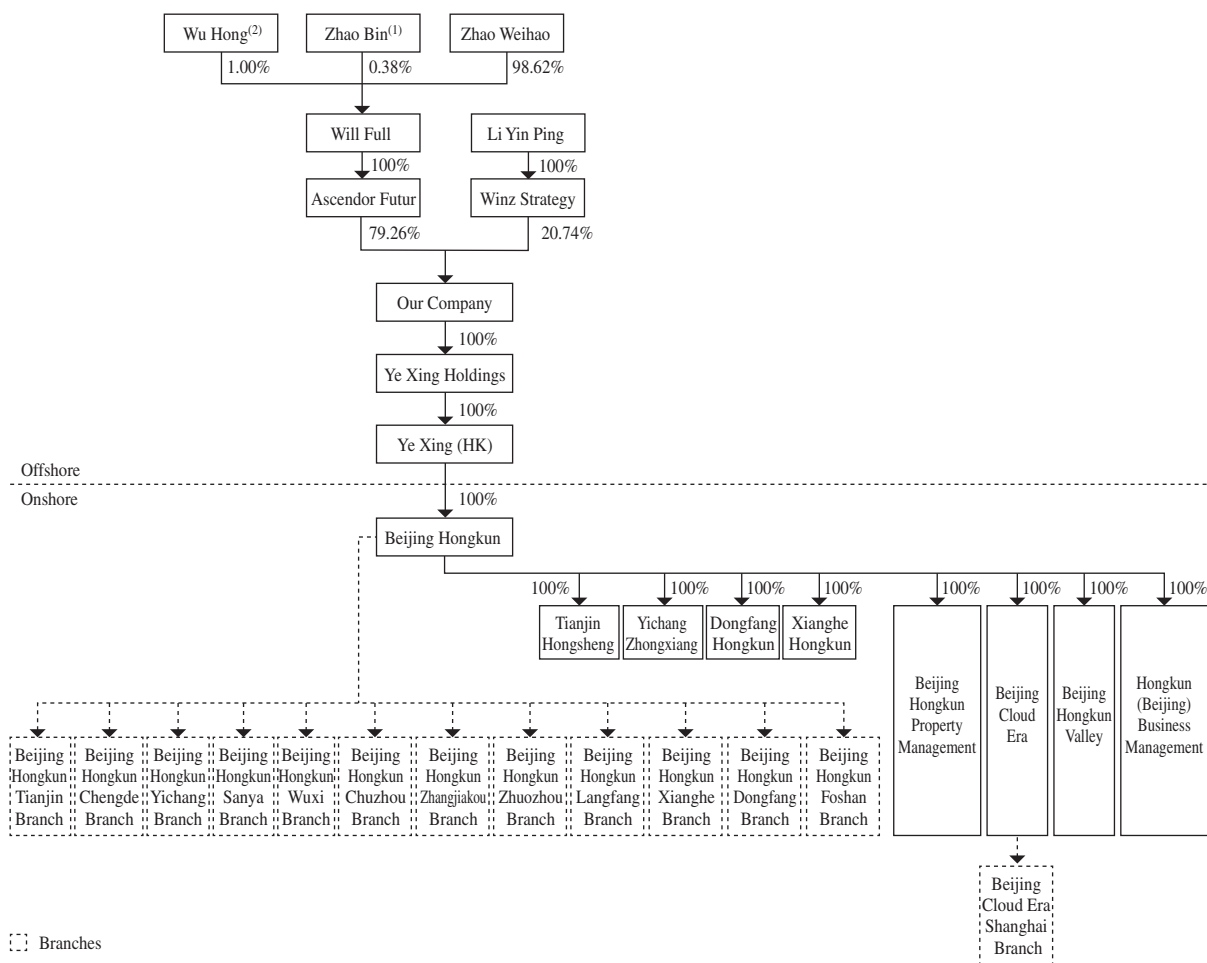 Wu Hong(2)
Zhao Bin(1)
Zhao Weihao
1.00%
0.38%
98.62%
Will Full
Li Yin Ping
100%
100%
Ascendor Futur
Winz Strategy
79.26%
20.74%
Our Company
100%
Ye Xing Holdings
100%
Ye Xing (HK)
Offshore
Onshore
100%
Beijing Hongkun
100%
100%
100%
100%
100%
100%
100%
100%
Tianjin
Hongsheng
Yichang
Zhongxiang
Dongfang
Hongkun
Xianghe
Hongkun
Beijing
Hongkun
Property
Management
Beijing
Cloud
Era
Beijing
Hongkun
Valley
Hongkun
(Beijing)
Business
Management
Beijing
Hongkun
Tianjin
Branch
Beijing
Hongkun
Chengde
Branch
Beijing
Hongkun
Yichang
Branch
Beijing
Hongkun
Sanya
Branch
Beijing
Hongkun
Wuxi
Branch
Beijing
Hongkun
Chuzhou
Branch
Beijing
Hongkun
Zhangjiakou
Branch
Beijing
Hongkun
Zhuozhou
Branch
Beijing
Hongkun
Langfang
Branch
Beijing
Hongkun
Xianghe
Branch
Beijing
Hongkun
Dongfang
Branch
Beijing
Hongkun
Foshan
Branch
Beijing
Cloud Era
Shanghai
Branch
Branches